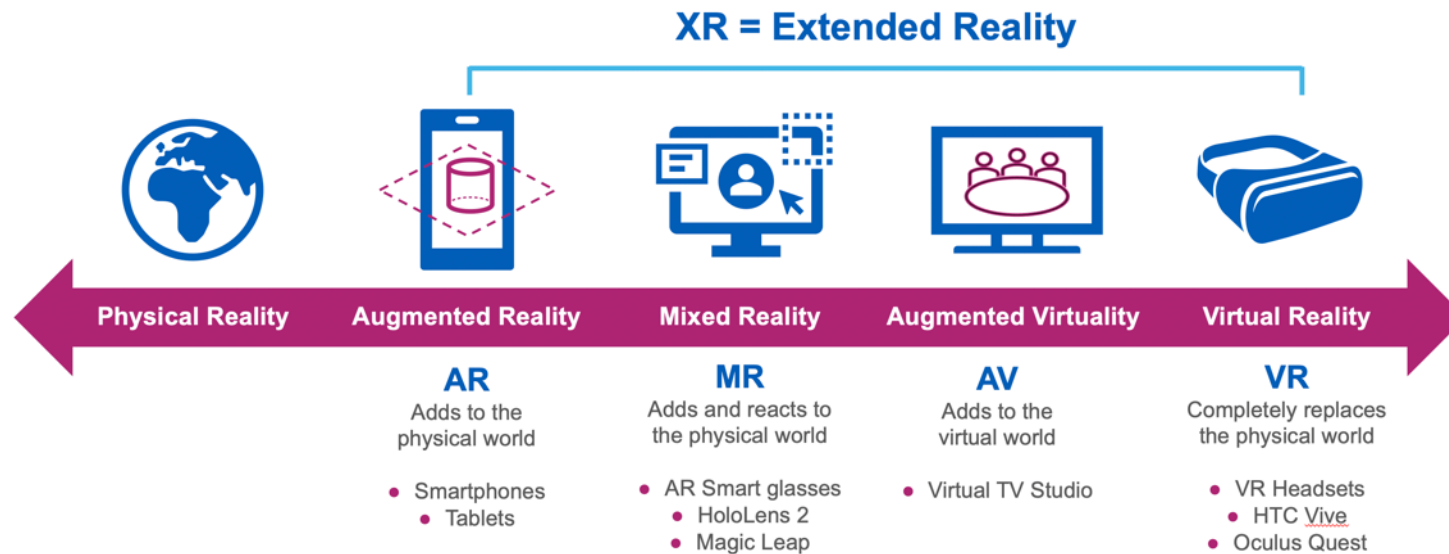 XR = Extended Reality
Physical Reality
Augmented Reality
Mixed Reality
Augmented Virtuality
Virtual Reality
AR
Adds to the
physical world
• Smartphones
• Tablets
MR
Adds and reacts to
the physical world
• AR Smart glasses
• HoloLens 2
• Magic Leap
AV
Adds to the
virtual world
• Virtual TV Studio
VR
Completely replaces
the physical world
• VR Headsets
• HTC Vive
• Oculus Quest